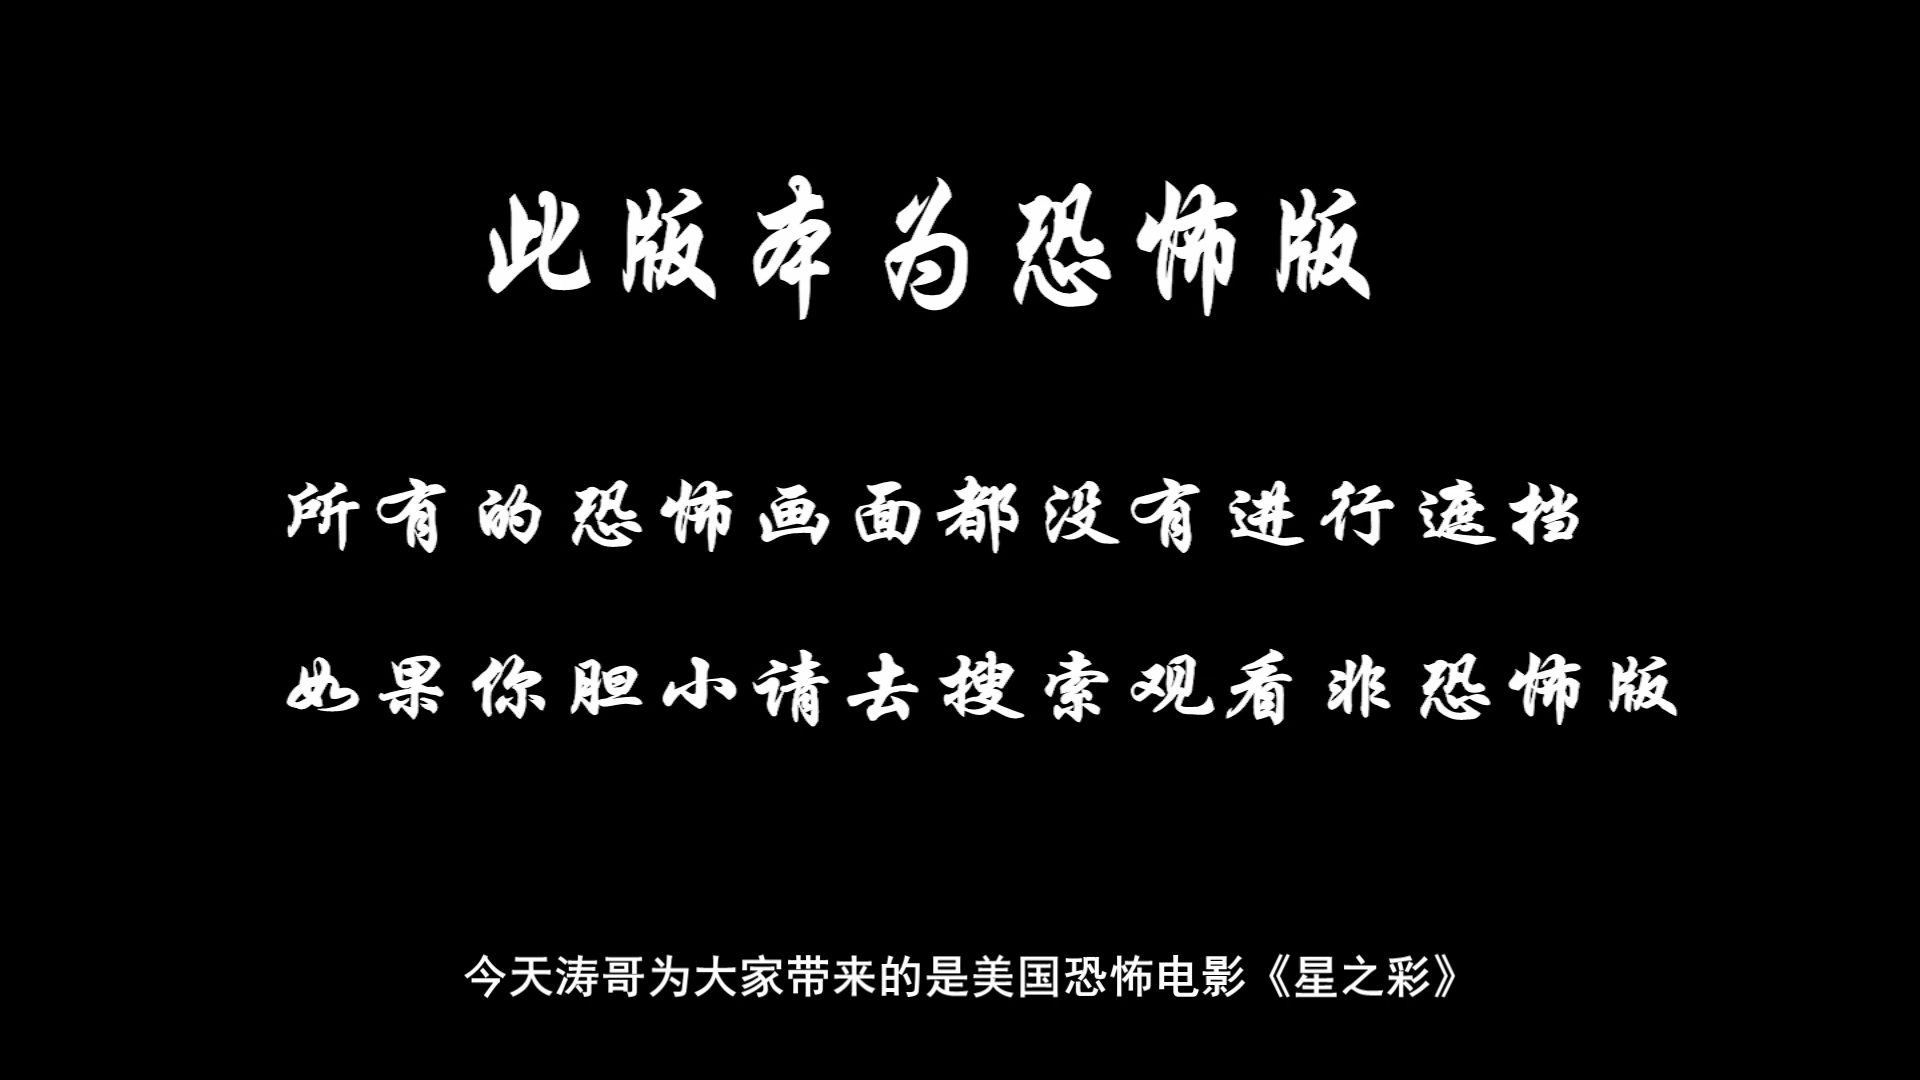 此版本为恐怖版
所有的恐怖画面都没有进行遮挡
如果你胆小请去搜索观看非恐怖版
今天涛哥为大家带来的是美国恐怖电影《星之彩》